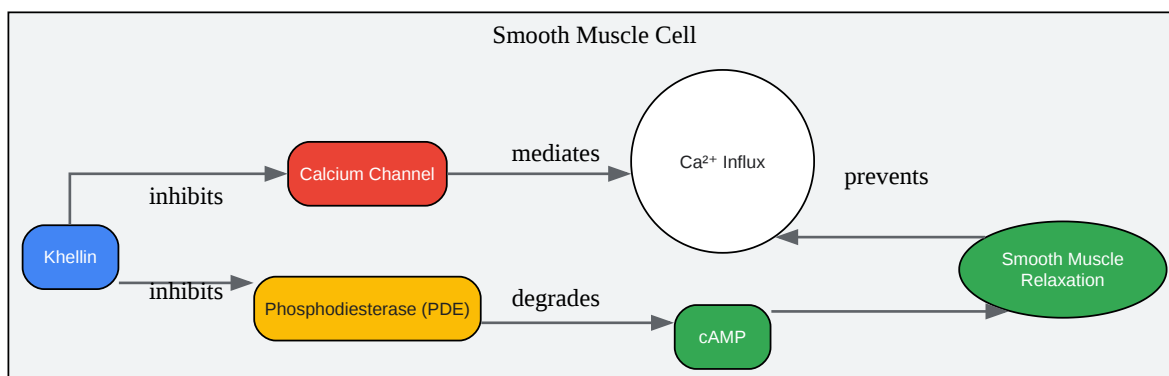 Smooth Muscle Cell
mediates
Ca²⁺ Influx
Calcium Channel
prevents
inhibits
Khellin
Smooth Muscle
Relaxation
inhibits
Phosphodiesterase (PDE)
degrades
cAMP